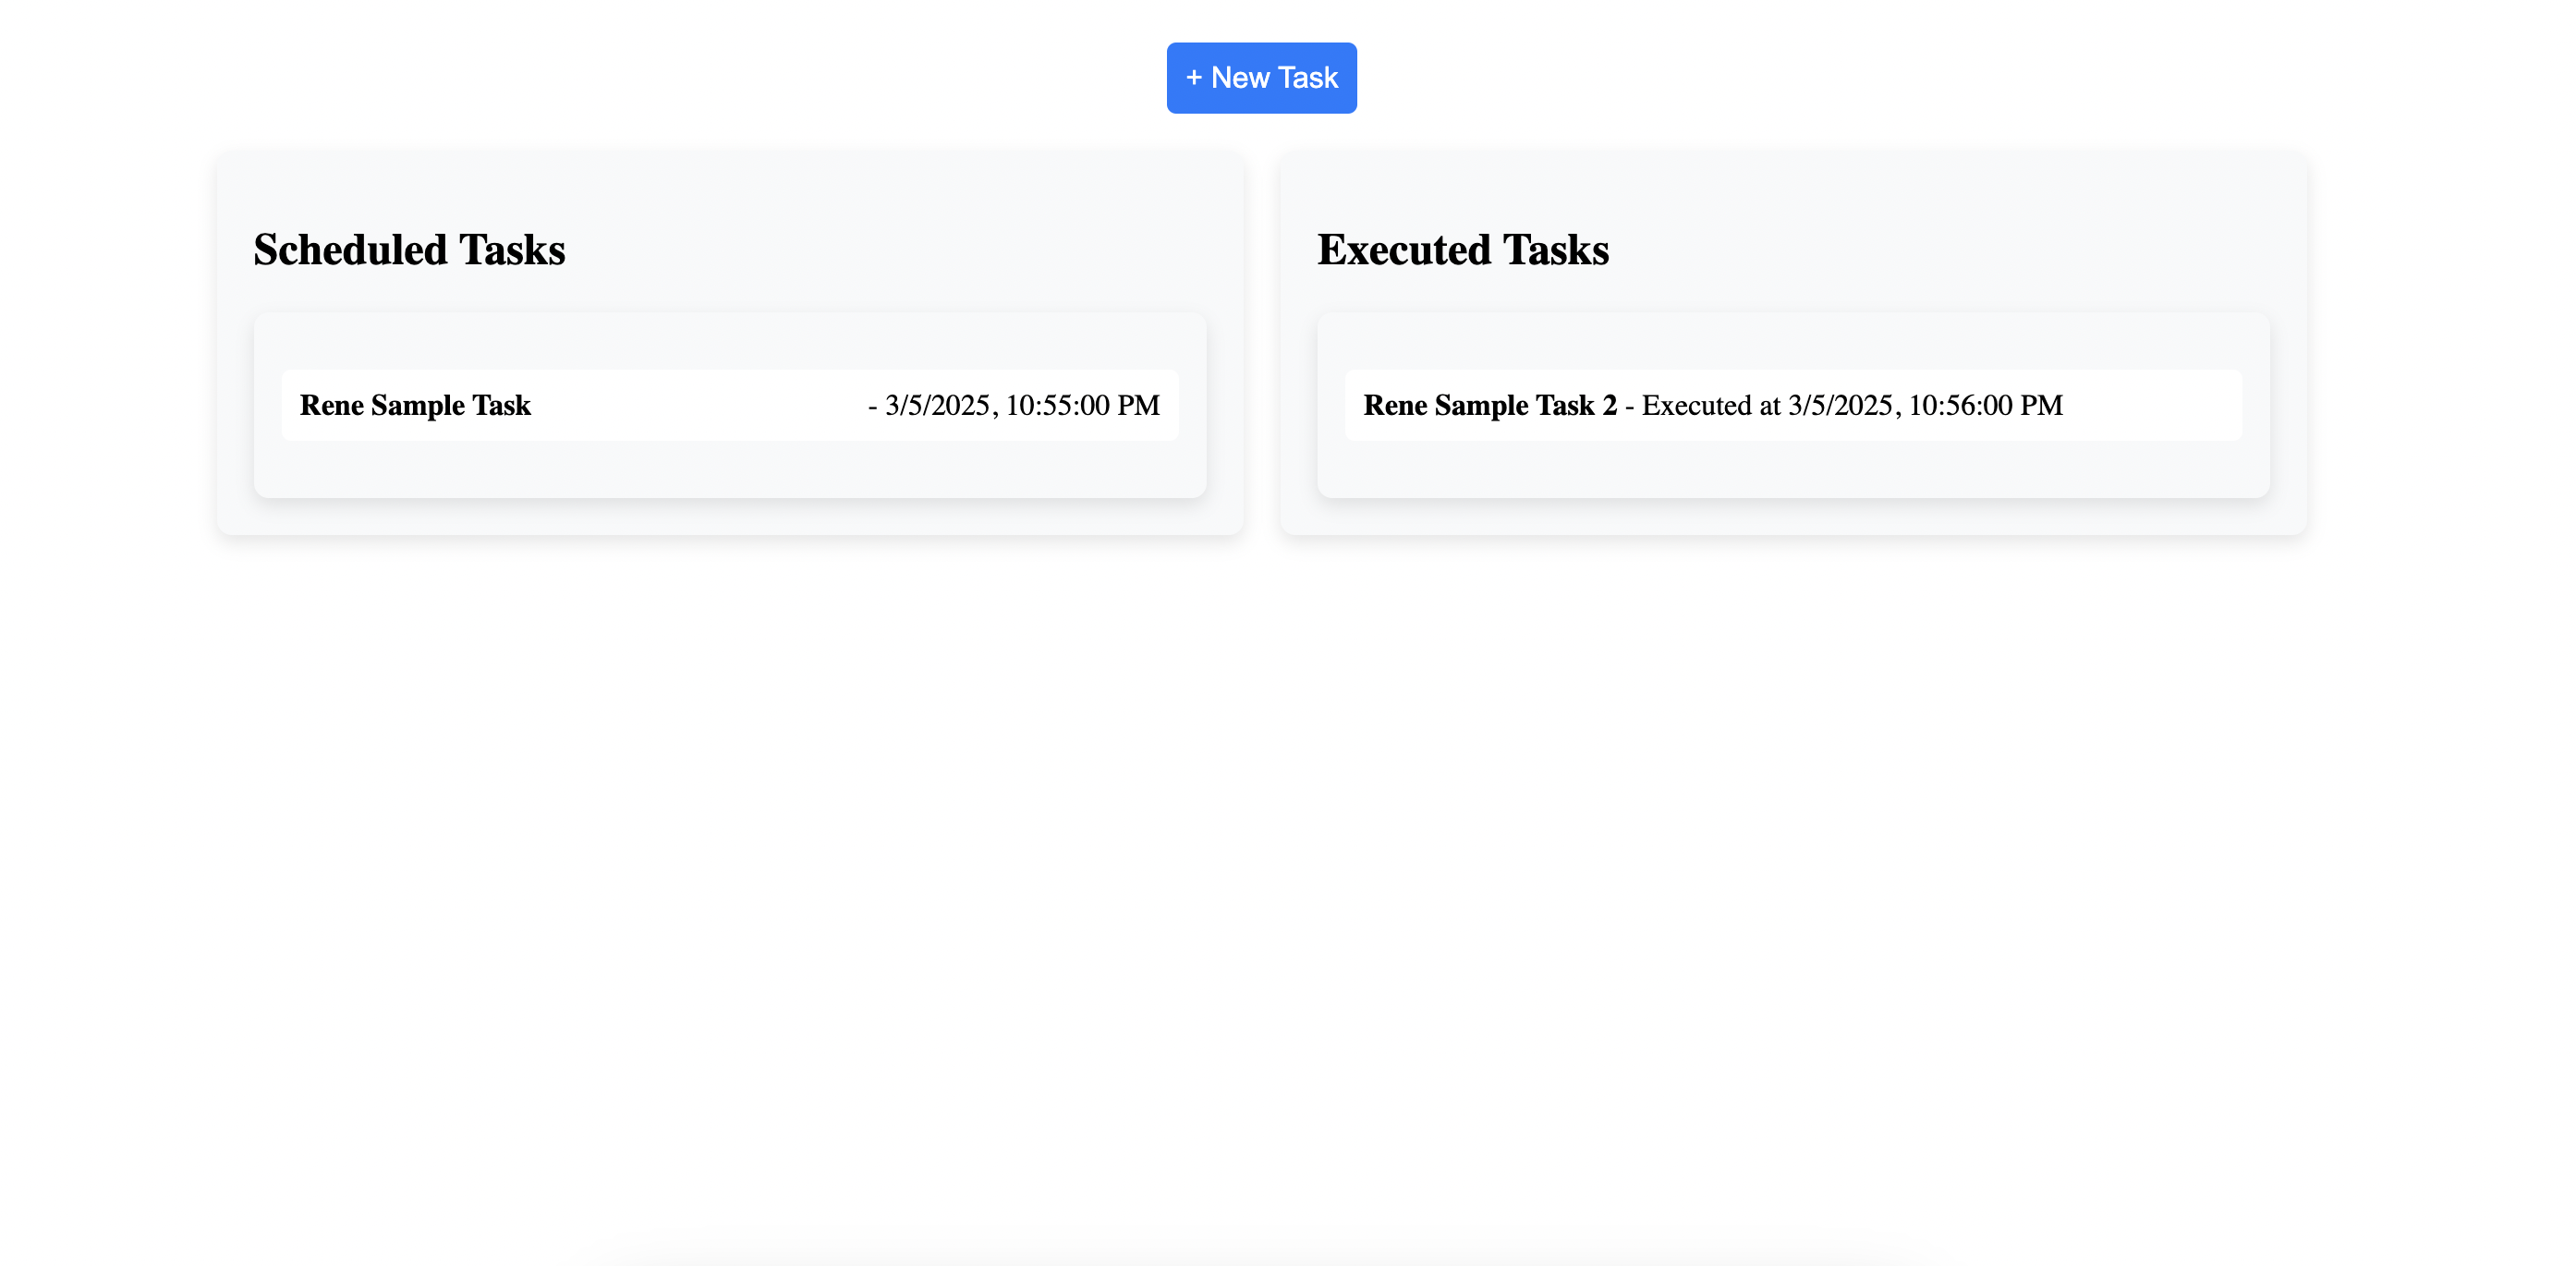 + New Task
Scheduled Tasks
Rene Sample Task - 3/5/2025, 10:55:00 PM
Executed Tasks
Rene Sample Task 2 - Executed at 3/5/2025, 10:56:00 PM